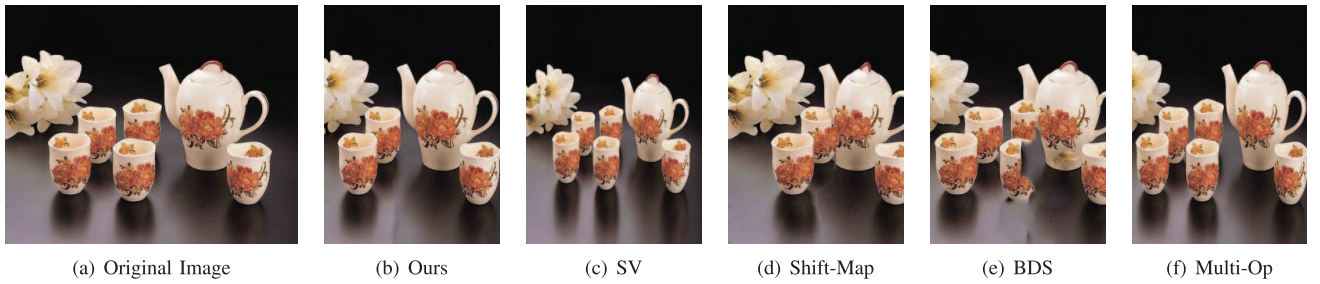 (a) Original Image
(b) Ours
(c) SV
(d) Shift-Map
(e) BDS
(f) Multi-Op